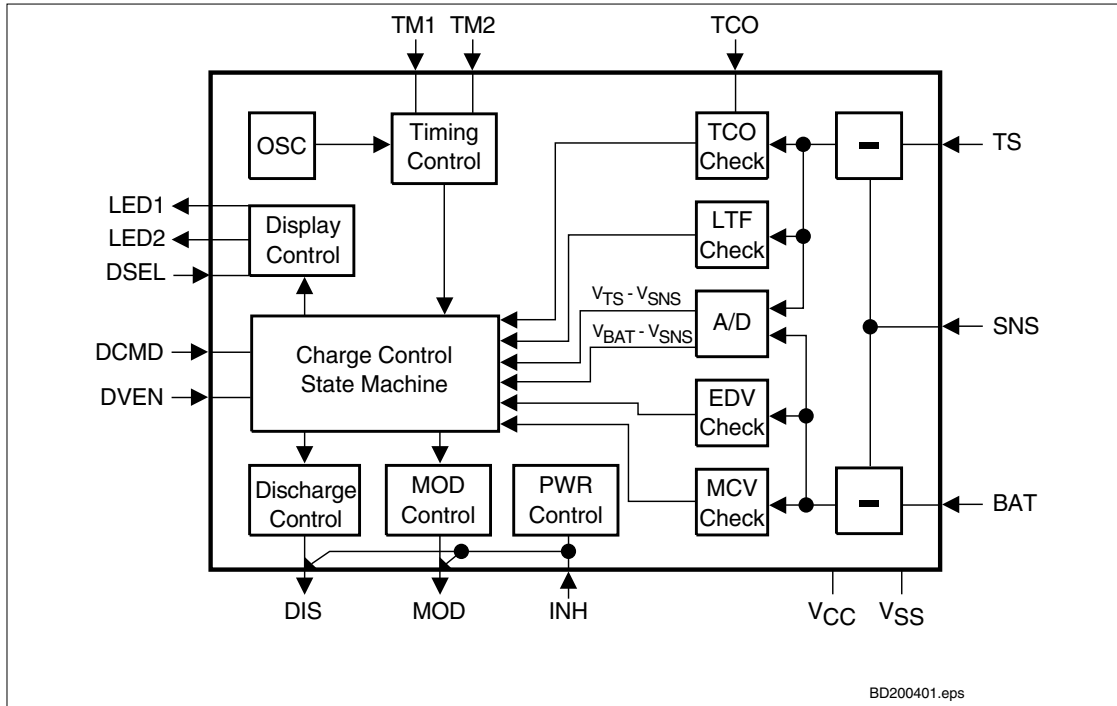 TM1 TM2 TCO
OSC
Timing
Control
TCO
Check
-
TS
LED1
LED2
DSEL
Display
Control
LTF
Check
VTS - VSNS
VBAT - VSNS
A/D
SNS
DCMD
DVEN
Charge Control
State Machine
EDV
Check
Discharge
Control
MOD
Control
PWR
Control
MCV
Check
-
BAT
DIS MOD INH VCC VSS
BD200401.eps